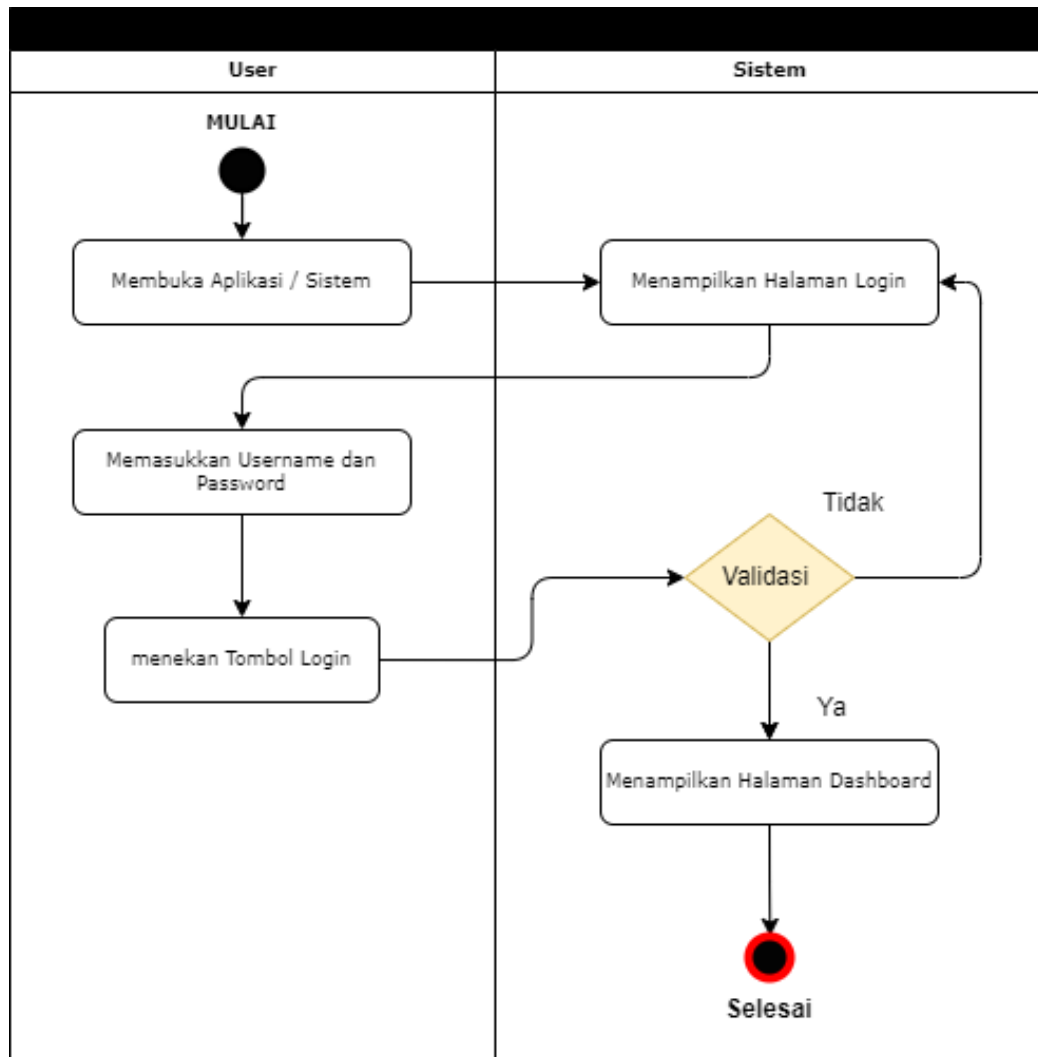 User
Sistem
MULAI
Membuka Aplikasi / Sistem
Menampilkan Halaman Login
Memasukkan Username dan
Password
Tidak
Validasi
menekan Tombol Login
Ya
Menampilkan Halaman Dashboard
Selesai